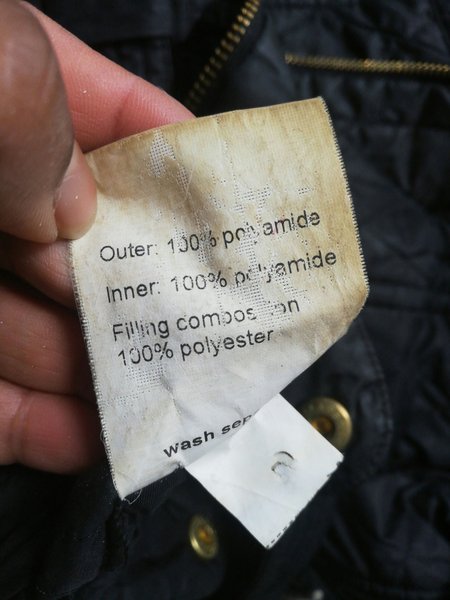 Outer: 100% polyamide
Inner: 100% polyamide
Filling composition
100% polyester
wash